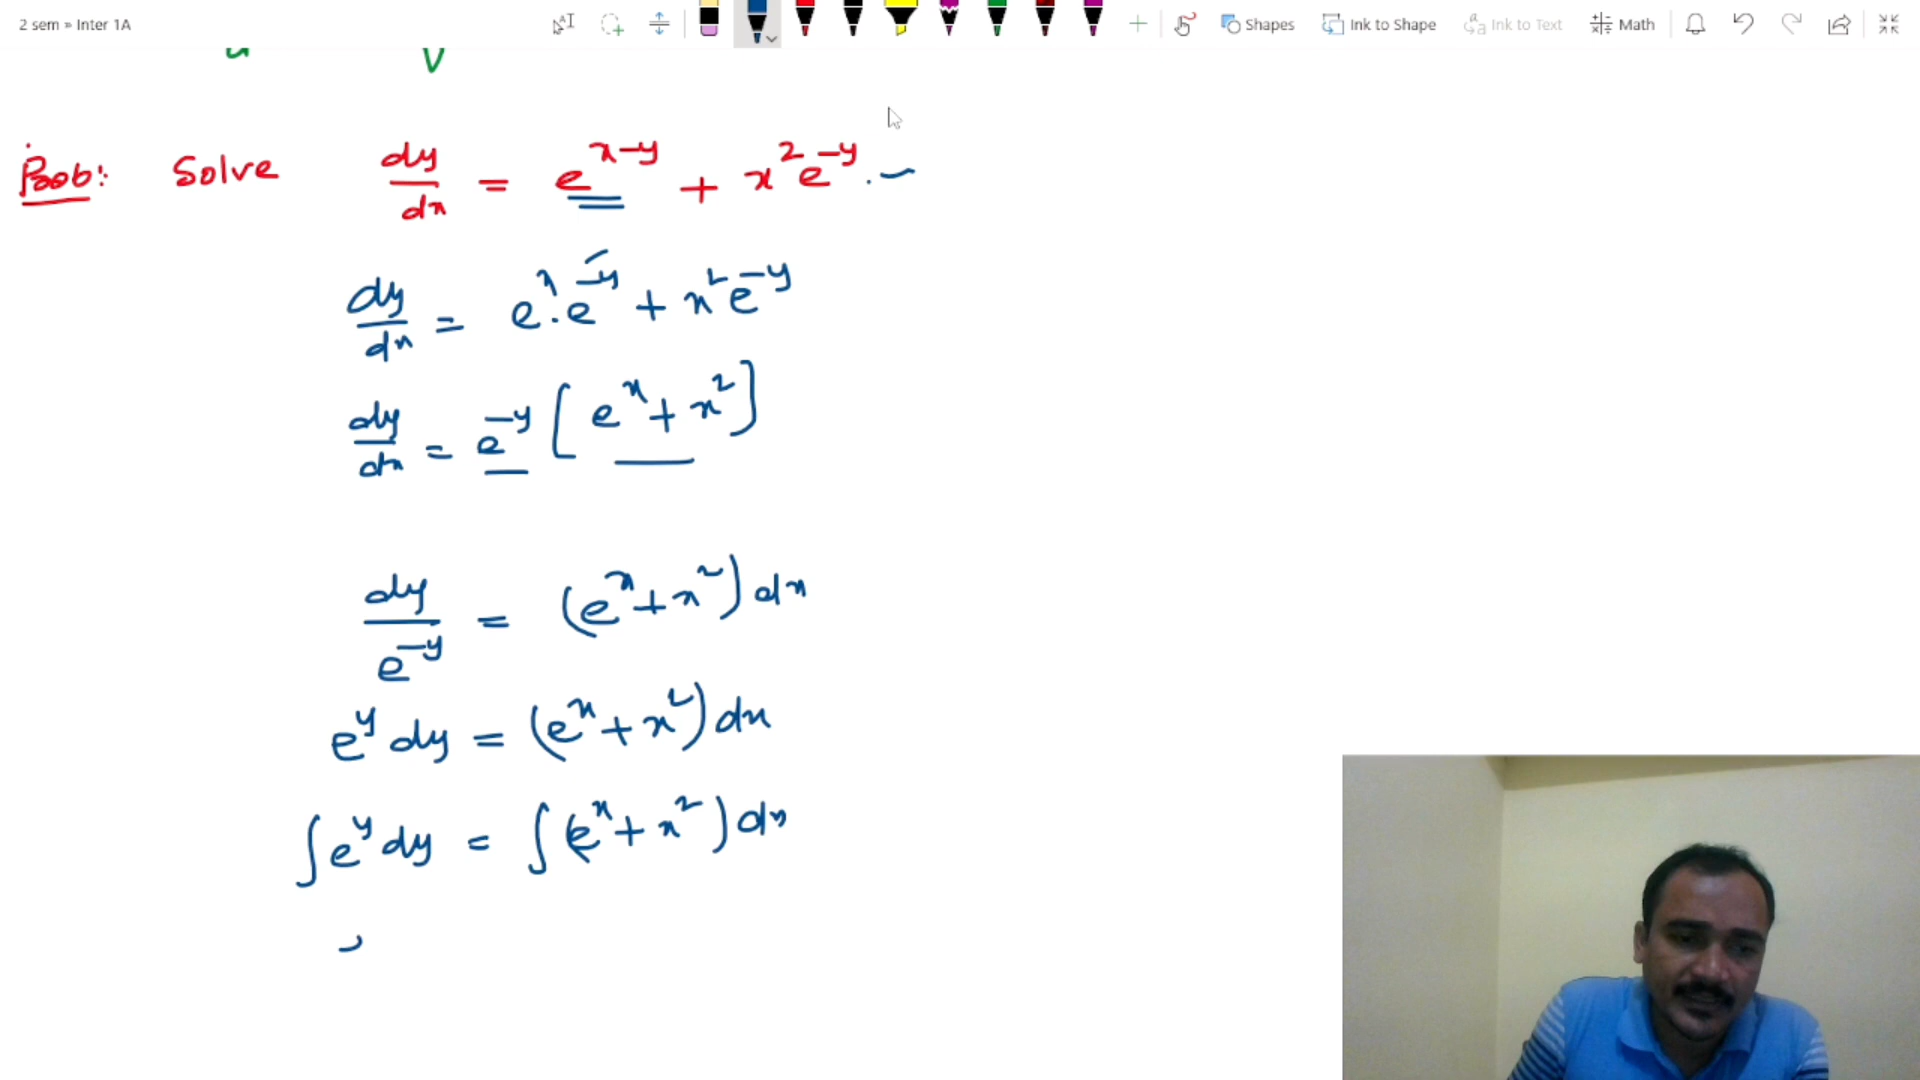 2 sem » Inter 1A
Shapes Ink to Shape Ink to Text Math
u v
Prob: Solve dy/dx = e^{x-y} + x^2 e^{-y}.
dy/dx = e^x . e^{-y} + x^2 e^{-y}
dy/dx = e^{-y} [ e^x + x^2 ]
dy/e^{-y} = (e^x + x^2) dx
e^y dy = (e^x + x^2) dx
∫ e^y dy = ∫ (e^x + x^2) dx